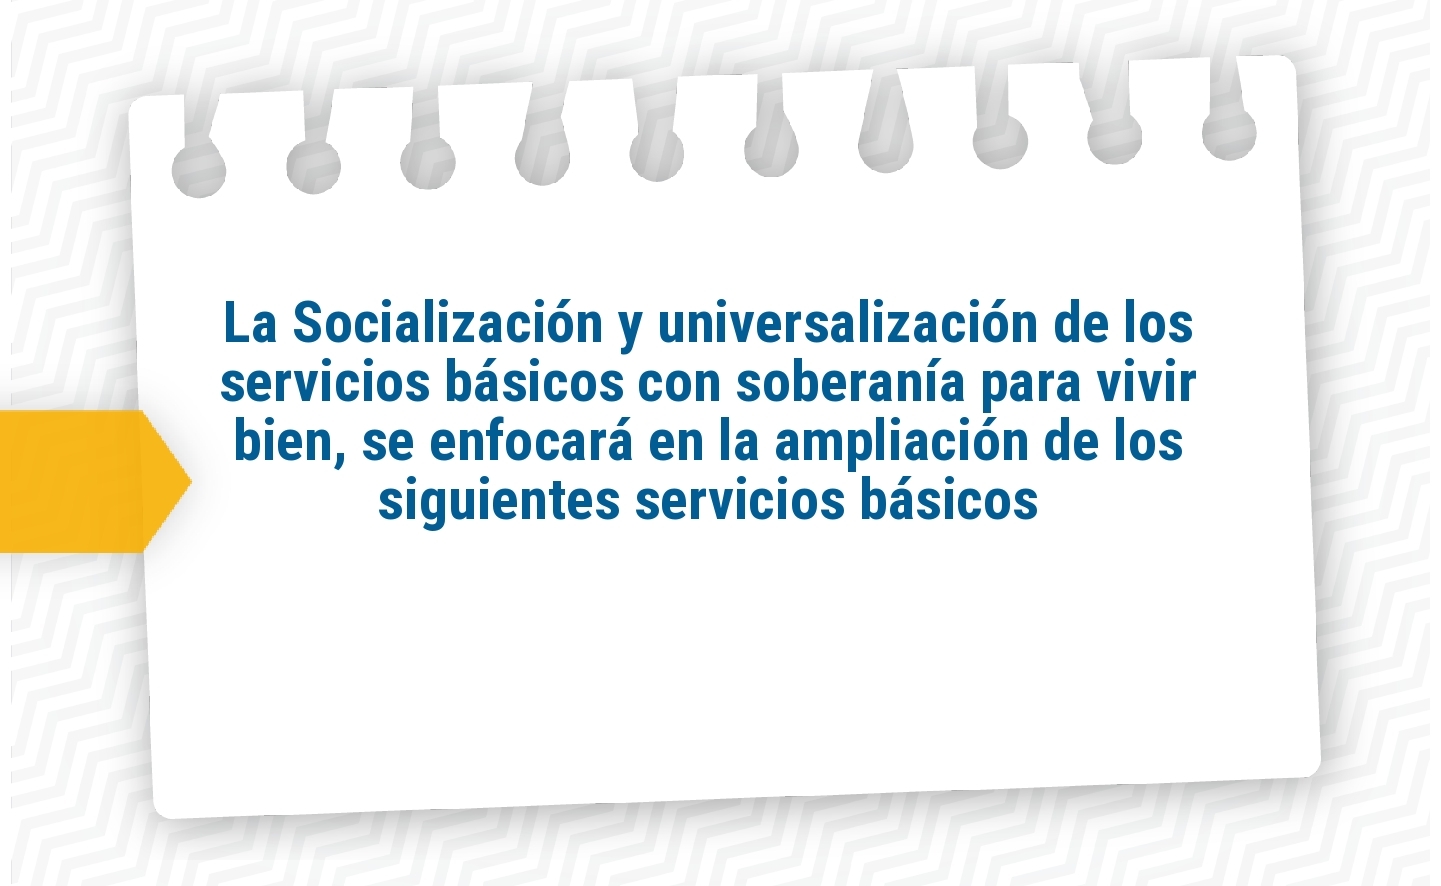 La Socialización y universalización de los
servicios básicos con soberanía para vivir
bien, se enfocará en la ampliación de los
siguientes servicios básicos